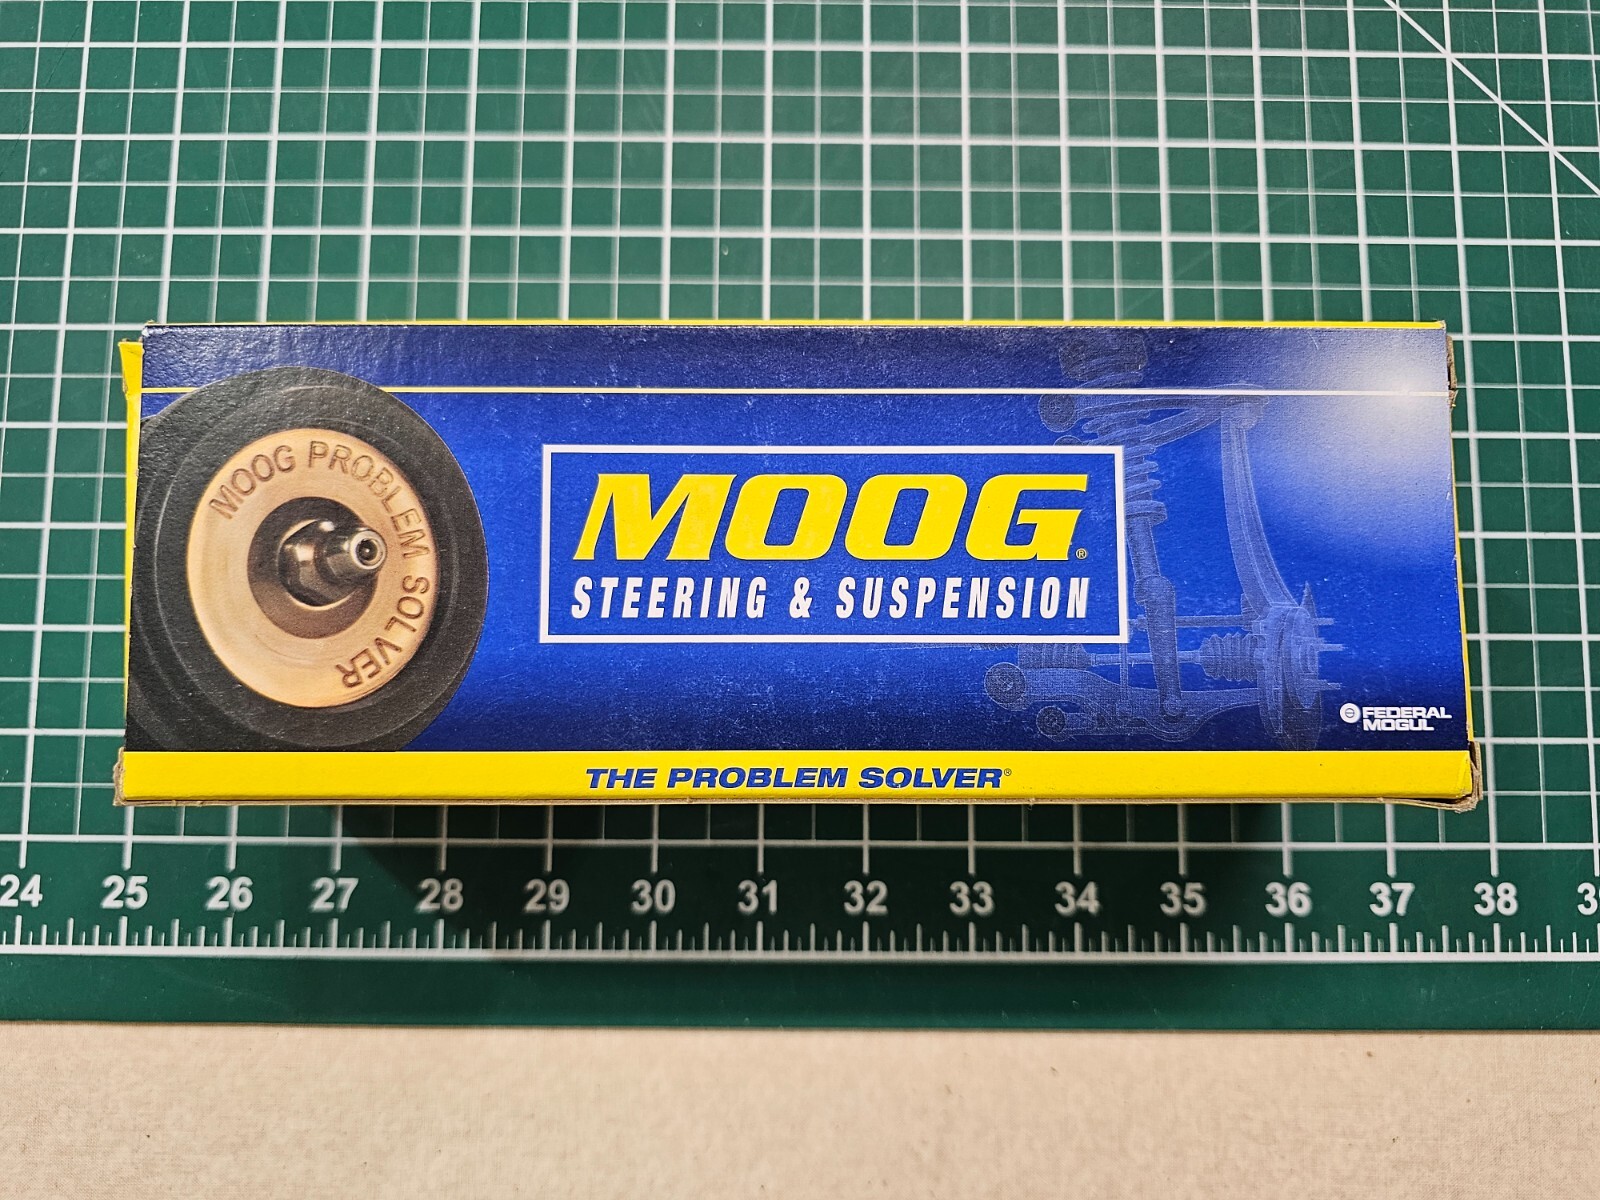 MOOG PROBLEM SOLVER
MOOG®
STEERING & SUSPENSION
FEDERAL
MOGUL
THE PROBLEM SOLVER®
24 25 26 27 28 29 30 31 32 33 34 35 36 37 38